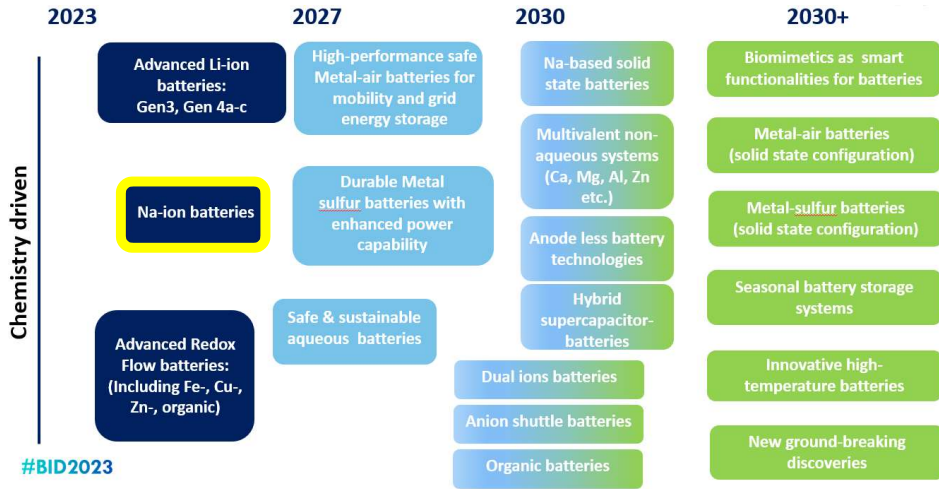 2023
2027
2030
2030+
Chemistry driven
Advanced Li-ion
batteries:
Gen3, Gen 4a-c
Na-ion batteries
Advanced Redox
Flow batteries:
(Including Fe-, Cu-,
Zn-, organic)
High-performance safe
Metal-air batteries for
mobility and grid
energy storage
Durable Metal
sulfur batteries with
enhanced power
capability
Safe & sustainable
aqueous batteries
Na-based solid
state batteries
Multivalent non-
aqueous systems
(Ca, Mg, Al, Zn
etc.)
Anode less battery
technologies
Hybrid
supercapacitor-
batteries
Dual ions batteries
Anion shuttle batteries
Organic batteries
Biomimetics as smart
functionalities for batteries
Metal-air batteries
(solid state configuration)
Metal-sulfur batteries
(solid state configuration)
Seasonal battery storage
systems
Innovative high-
temperature batteries
New ground-breaking
discoveries
#BID2023